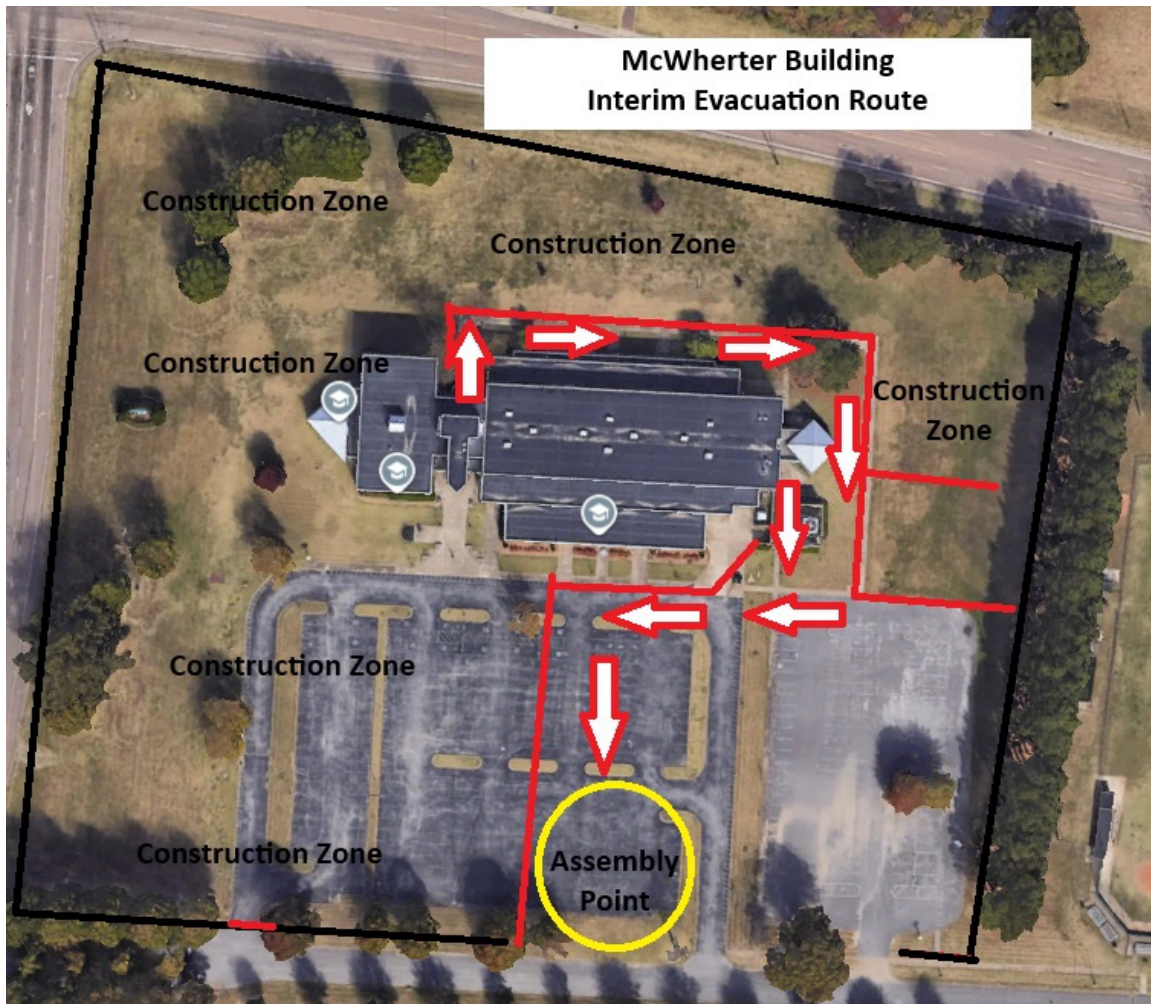 McWherter Building
Interim Evacuation Route
Construction Zone
Construction Zone
Construction Zone
Construction
Zone
Construction Zone
Construction Zone
Assembly
Point